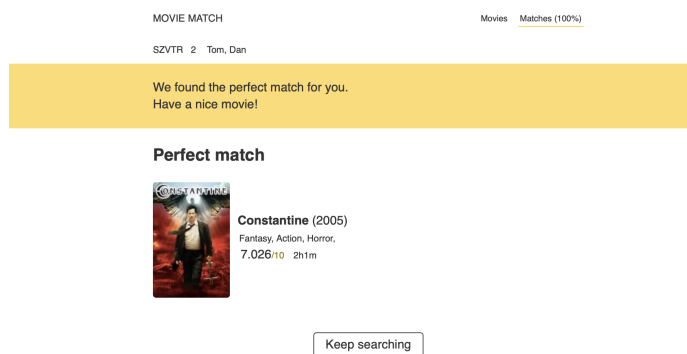 MOVIE MATCH Movies Matches (100%)
SZVTR 2 Tom, Dan
We found the perfect match for you.
Have a nice movie!
Perfect match
CONSTANTINE
Constantine (2005)
Fantasy, Action, Horror,
7.026/10 2h1m
Keep searching